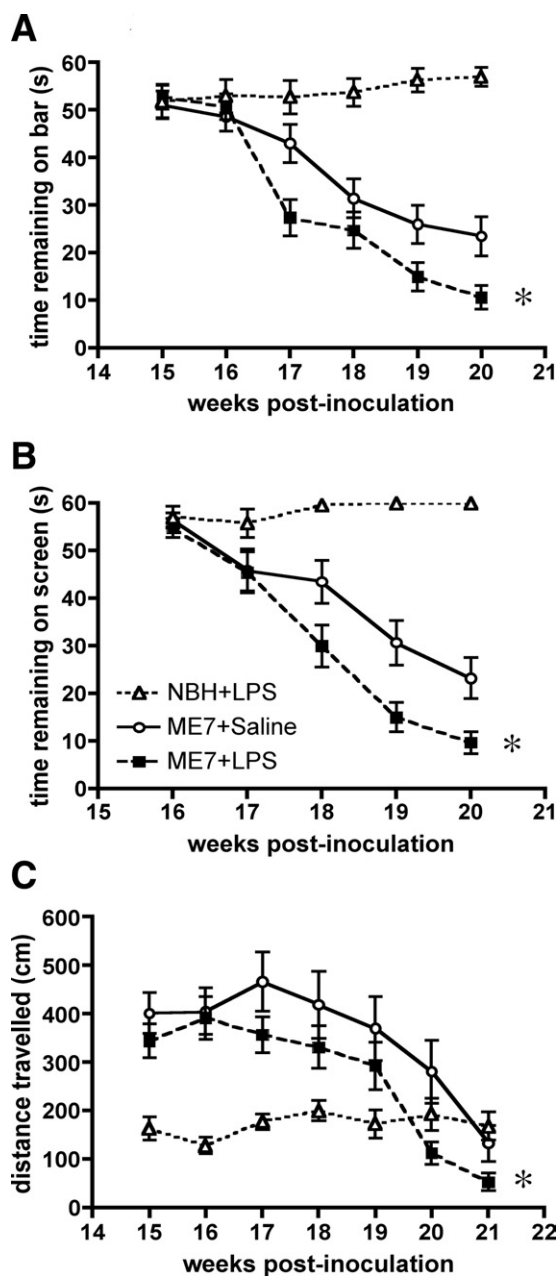 A
time remaining on bar (s)
60
50
40
30
20
10
0
14 15 16 17 18 19 20 21
weeks post-inoculation
*
B
time remaining on screen (s)
60
50
40
30
20
10
0
NBH+LPS
ME7+Saline
ME7+LPS
*
15 16 17 18 19 20 21
weeks post-inoculation
C
distance travelled (cm)
600
500
400
300
200
100
0
*
14 15 16 17 18 19 20 21 22
weeks post-inoculation